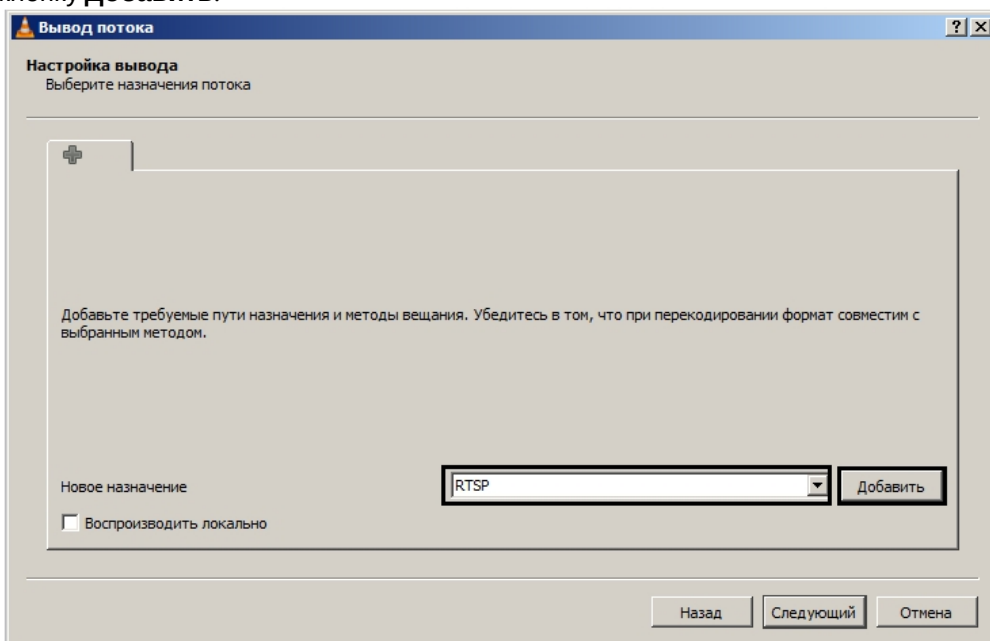 Добавить.
Вывод потока
Настройка вывода
Выберите назначения потока
Добавьте требуемые пути назначения и методы вещания. Убедитесь в том, что при перекодировании формат совместим с
выбранным методом.
Новое назначение
RTSP
Добавить
Воспроизводить локально
Назад
Следующий
Отмена